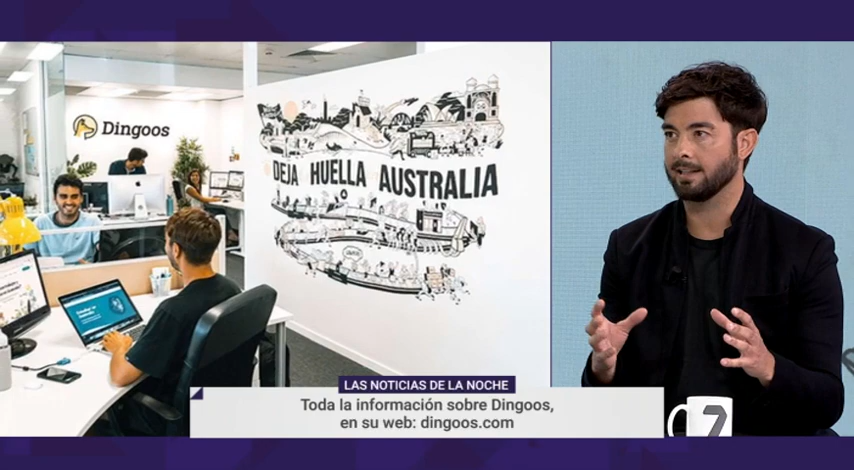 Dingoos
DEJA HUELLA AUSTRALIA
LAS NOTICIAS DE LA NOCHE
Toda la información sobre Dingoos,
en su web: dingoos.com
7